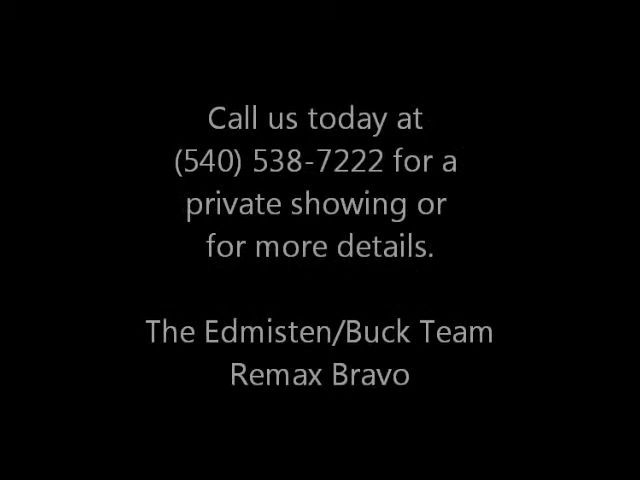 Call us today at
(540) 538-7222 for a
private showing or
for more details.
The Edmisten/Buck Team
Remax Bravo